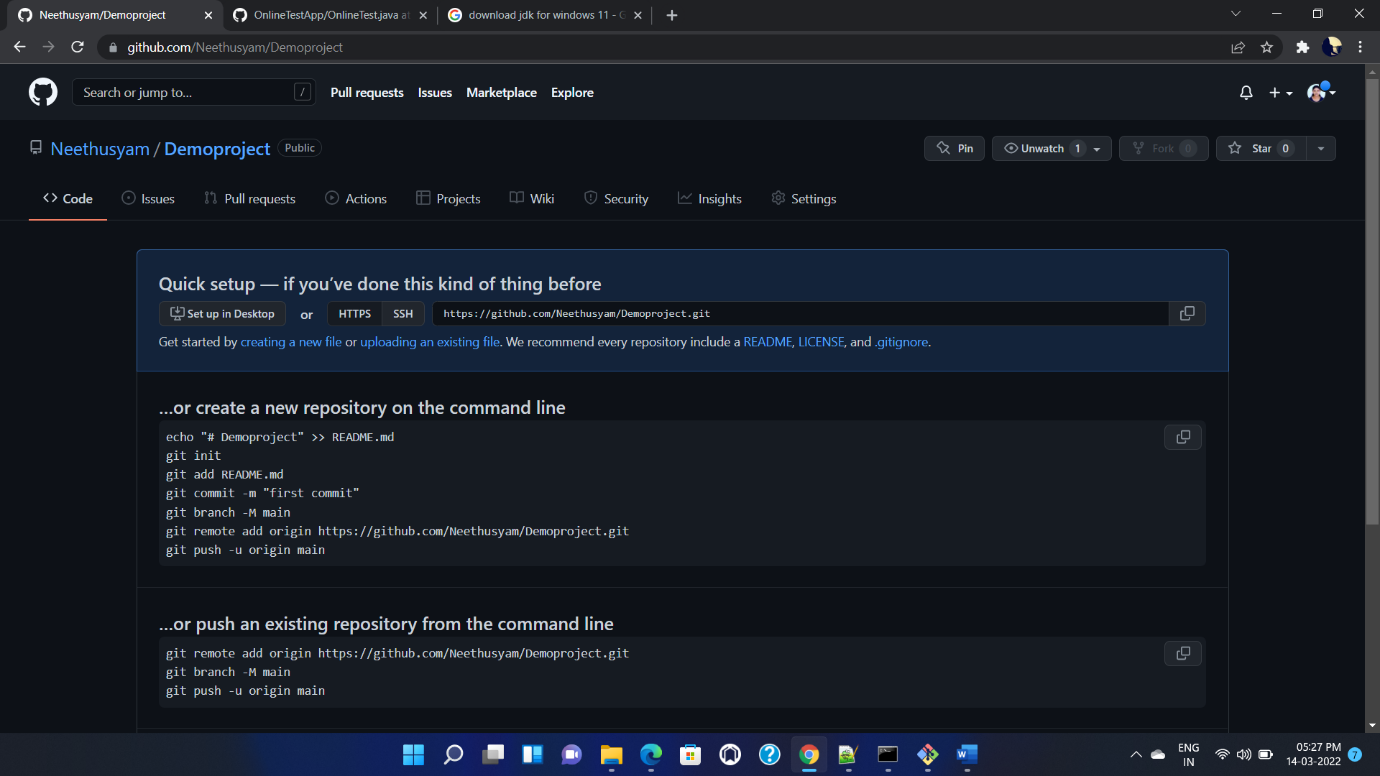 Neethusyam/Demoproject
OnlineTestApp/OnlineTest.java at
download jdk for windows 11 - G
github.com/Neethusyam/Demoproject
Search or jump to... /
Pull requests Issues Marketplace Explore
Neethusyam / Demoproject Public
Pin Unwatch 1 Fork 0 Star 0
Code Issues Pull requests Actions Projects Wiki Security Insights Settings
Quick setup — if you’ve done this kind of thing before
Set up in Desktop or HTTPS SSH https://github.com/Neethusyam/Demoproject.git
Get started by creating a new file or uploading an existing file. We recommend every repository include a README, LICENSE, and .gitignore.
…or create a new repository on the command line
echo "# Demoproject" >> README.md
git init
git add README.md
git commit -m "first commit"
git branch -M main
git remote add origin https://github.com/Neethusyam/Demoproject.git
git push -u origin main
…or push an existing repository from the command line
git remote add origin https://github.com/Neethusyam/Demoproject.git
git branch -M main
git push -u origin main
ENG
IN
05:27 PM
14-03-2022
7